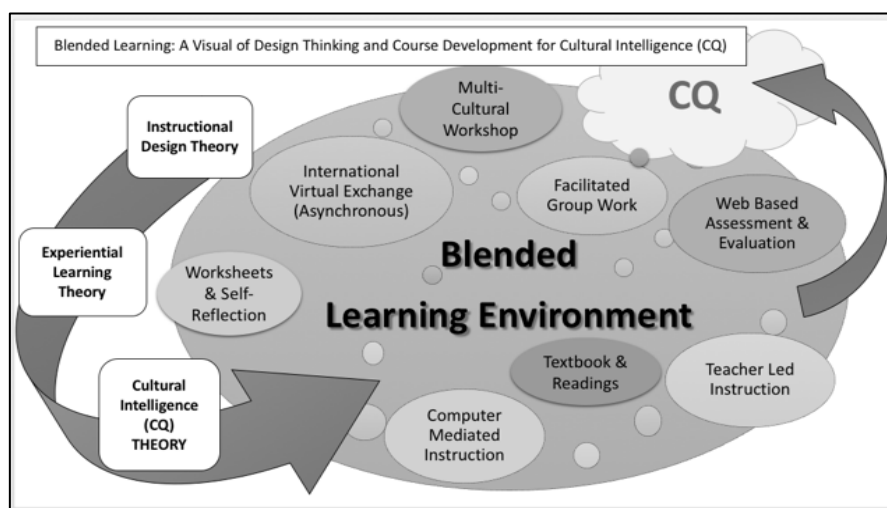 Blended Learning: A Visual of Design Thinking and Course Development for Cultural Intelligence (CQ)
Multi-
Cultural
Workshop
CQ
Instructional
Design Theory
International
Virtual Exchange
(Asynchronous)
Facilitated
Group Work
Web Based
Assessment &
Evaluation
Experiential
Learning
Theory
Worksheets
& Self-
Reflection
Blended
Learning Environment
Cultural
Intelligence
(CQ)
THEORY
Textbook &
Readings
Teacher Led
Instruction
Computer
Mediated
Instruction